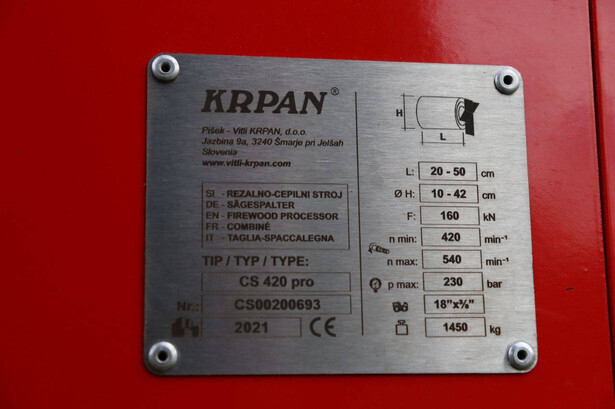 KRPAN®
Pišek - Vitli KRPAN, d.o.o.
Jazbina 9a, 3240 Šmarje pri Jelšah
Slovenia
www.vitli-krpan.com
SI - REZALNO-CEPILNI STROJ
DE - SÄGESPALTER
EN - FIREWOOD PROCESSOR
FR - COMBINÉ
IT - TAGLIA-SPACCALEGNA
TIP / TYP / TYPE:
CS 420 pro
Nr.: CS00200693
2021 CE
H
L
L: 20 - 50 cm
Ø H: 10 - 42 cm
F: 160 kN
n min: 420 min⁻¹
n max: 540 min⁻¹
p max: 230 bar
18"x⅜"
1450 kg